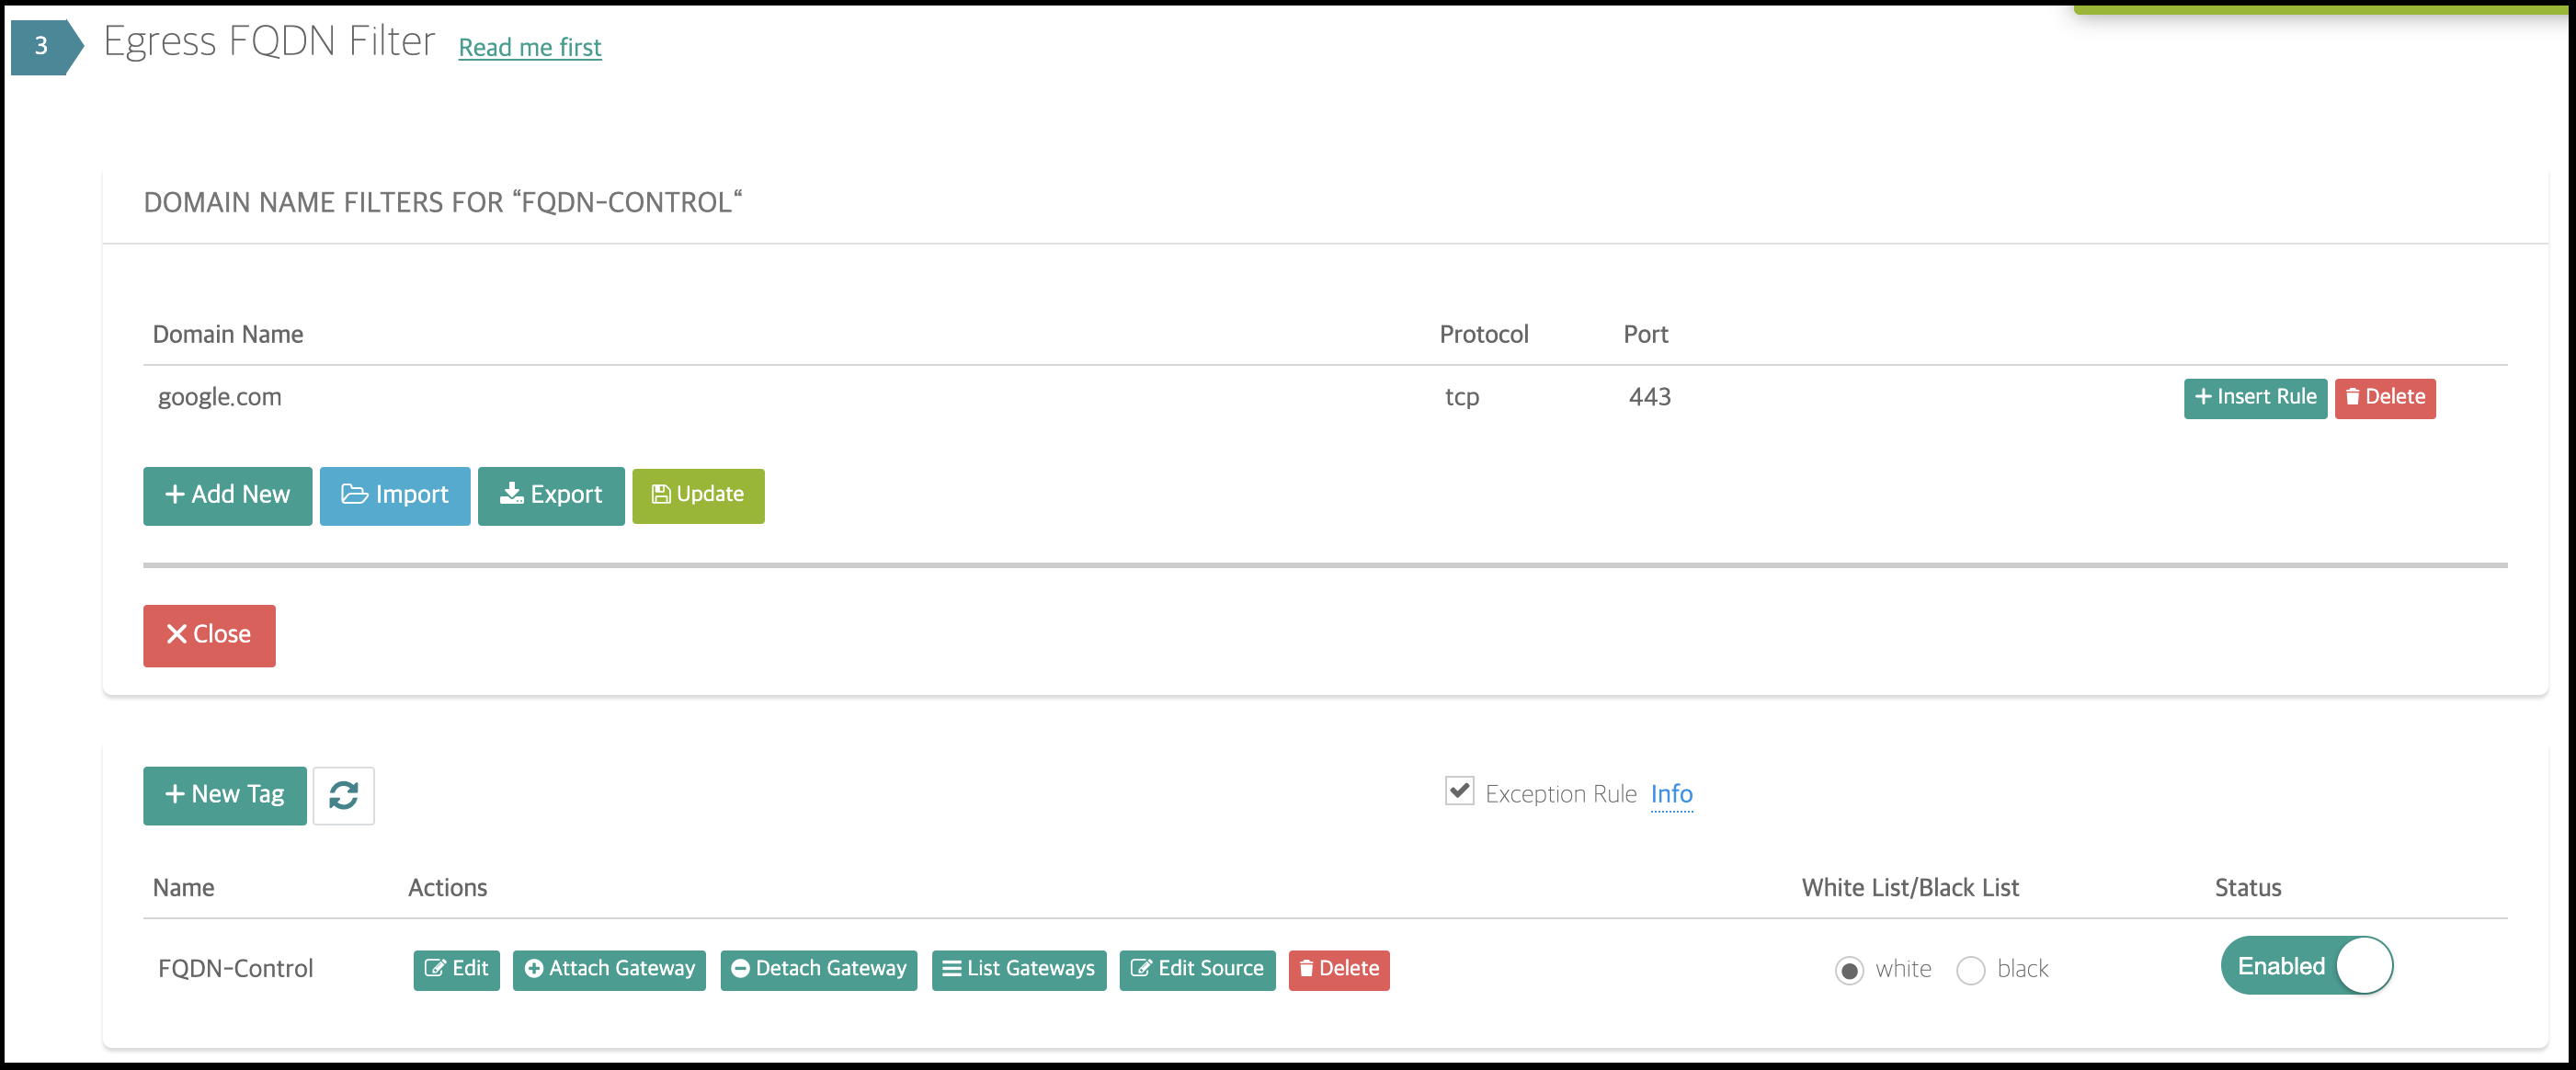 3 Egress FQDN Filter Read me first
DOMAIN NAME FILTERS FOR “FQDN-CONTROL“
Domain Name Protocol Port
google.com tcp 443 Insert Rule Delete
Add New Import Export Update
Close
New Tag Exception Rule Info
Name Actions White List/Black List Status
FQDN-Control Edit Attach Gateway Detach Gateway List Gateways Edit Source Delete white black Enabled